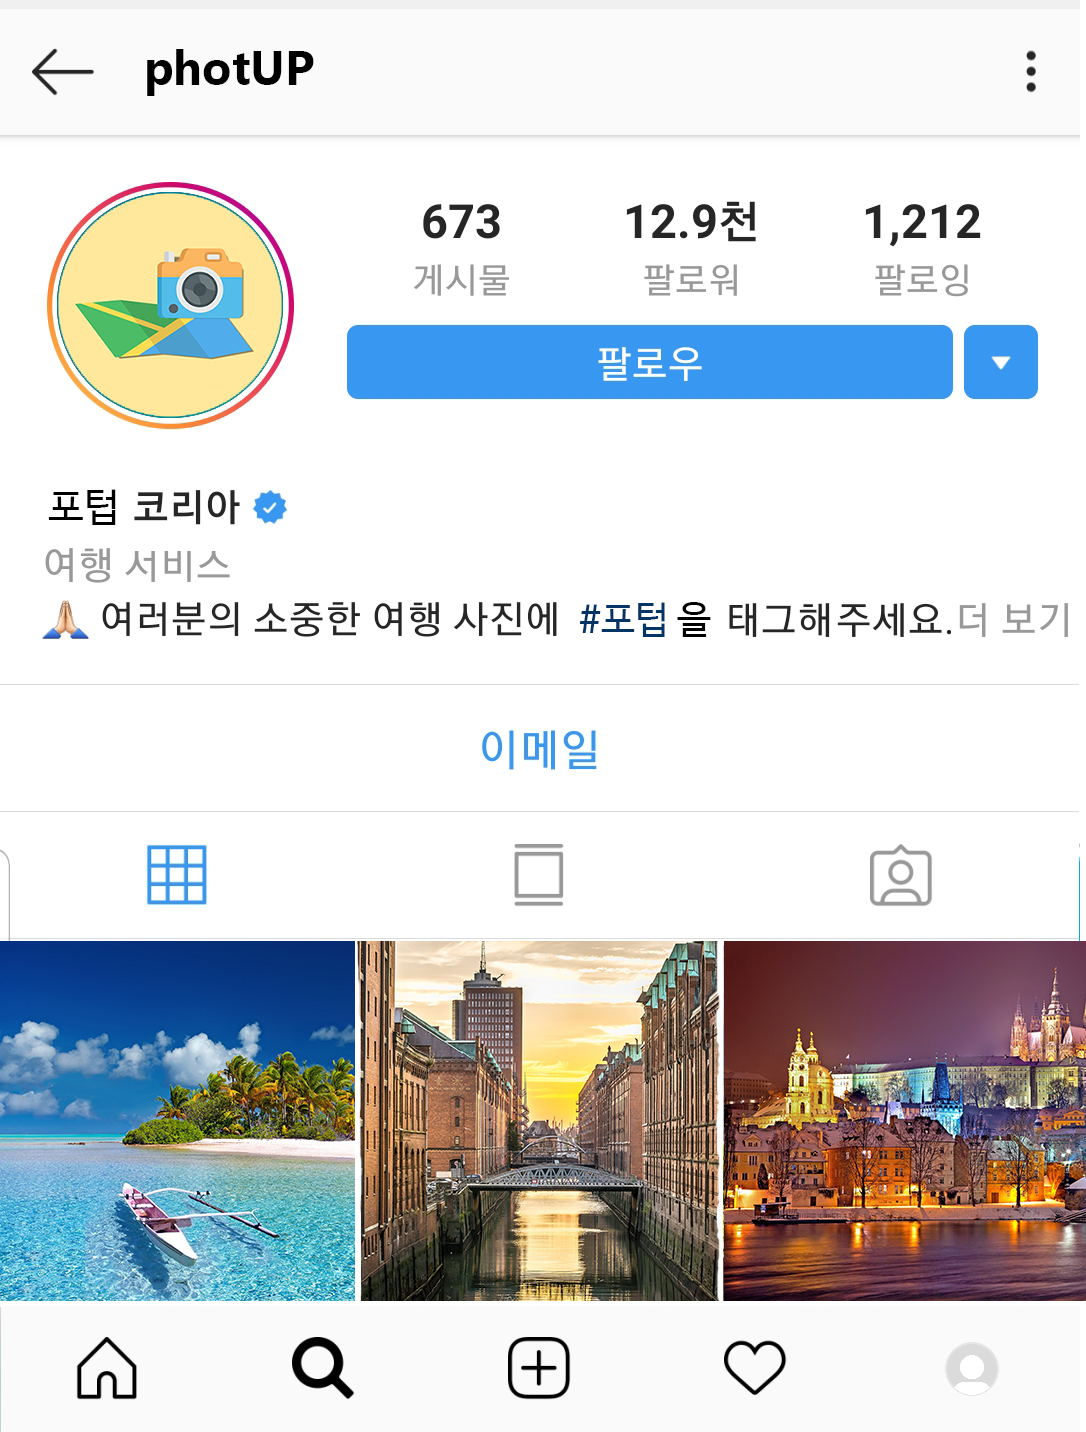 photUP
673 12.9천 1,212
게시물 팔로워 팔로잉
팔로우
포텁 코리아
여행 서비스
🙏 여러분의 소중한 여행 사진에 #포텁을 태그해주세요.더 보기
이메일